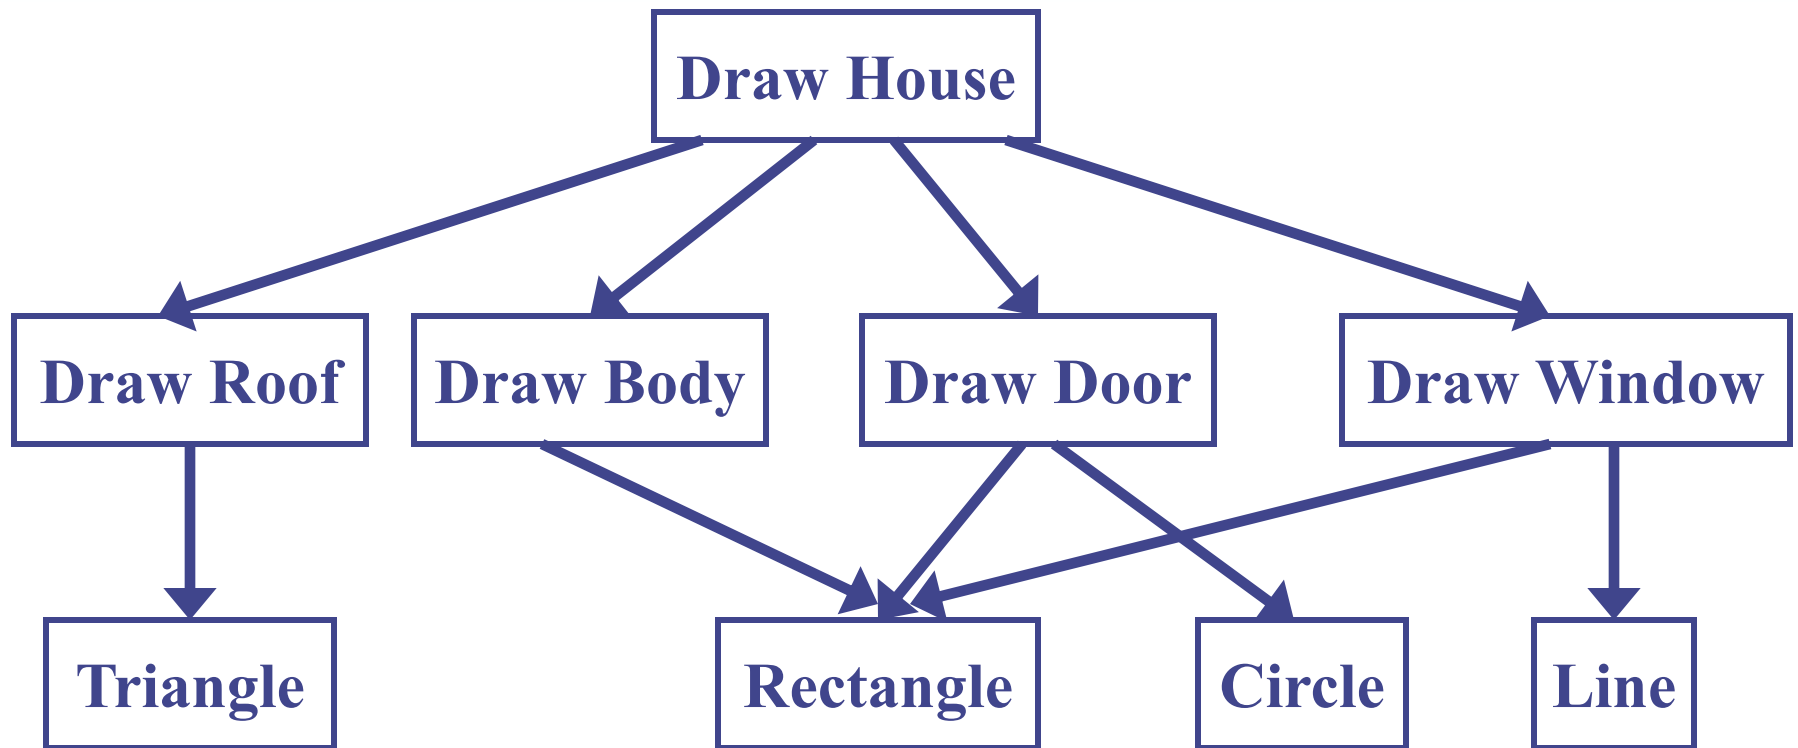 Draw House
Draw Roof
Draw Body
Draw Door
Draw Window
Triangle
Rectangle
Circle
Line